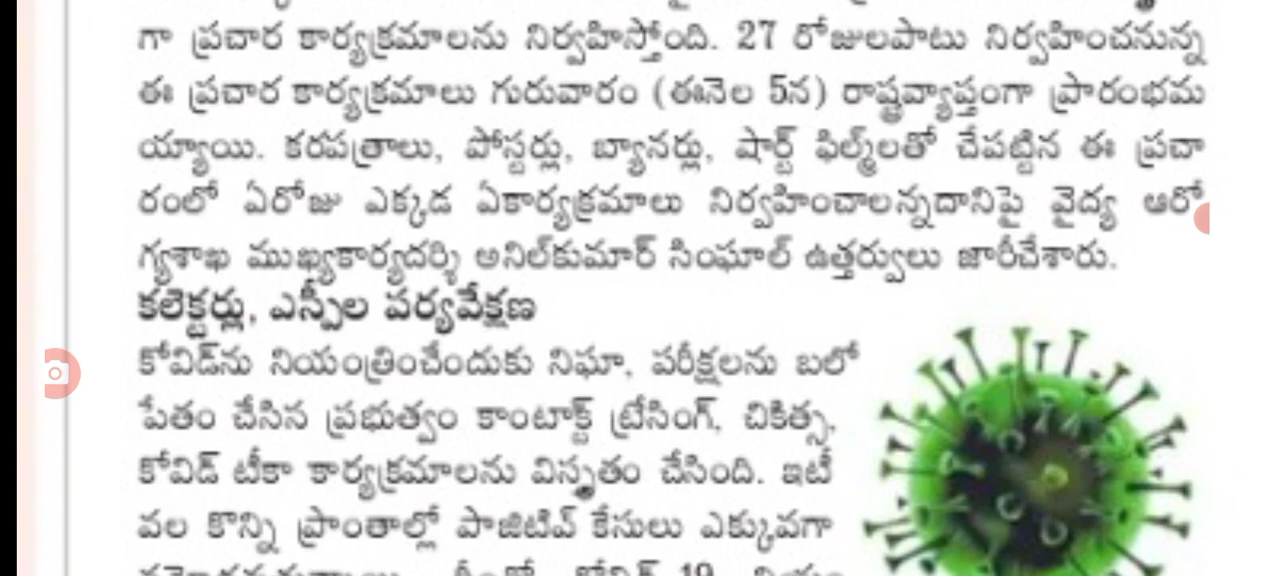 గా ప్రచార కార్యక్రమాలను నిర్వహిస్తోంది. 27 రోజులపాటు నిర్వహించనున్న
ఈ ప్రచార కార్యక్రమాలు గురువారం (ఈనెల 5న) రాష్ట్రవ్యాప్తంగా ప్రారంభమ
య్యాయి. కరపత్రాలు, పోస్టర్లు, బ్యానర్లు, షార్ట్ ఫిల్మ్‌లతో చేపట్టిన ఈ ప్రచా
రంలో ఏరోజు ఎక్కడ ఏకార్యక్రమాలు నిర్వహించాలన్నదానిపై వైద్య ఆరో
గ్యశాఖ ముఖ్యకార్యదర్శి అనిల్‌కుమార్ సింఘాల్ ఉత్తర్వులు జారీచేశారు.
కలెక్టర్లు, ఎస్పీల పర్యవేక్షణ
కోవిడ్‌ను నియంత్రించేందుకు నిఘా, పరీక్షలను బలో
పేతం చేసిన ప్రభుత్వం కాంటాక్ట్ ట్రేసింగ్, చికిత్స,
కోవిడ్ టీకా కార్యక్రమాలను విస్తృతం చేసింది. ఇటీ
వల కొన్ని ప్రాంతాల్లో పాజిటివ్ కేసులు ఎక్కువగా